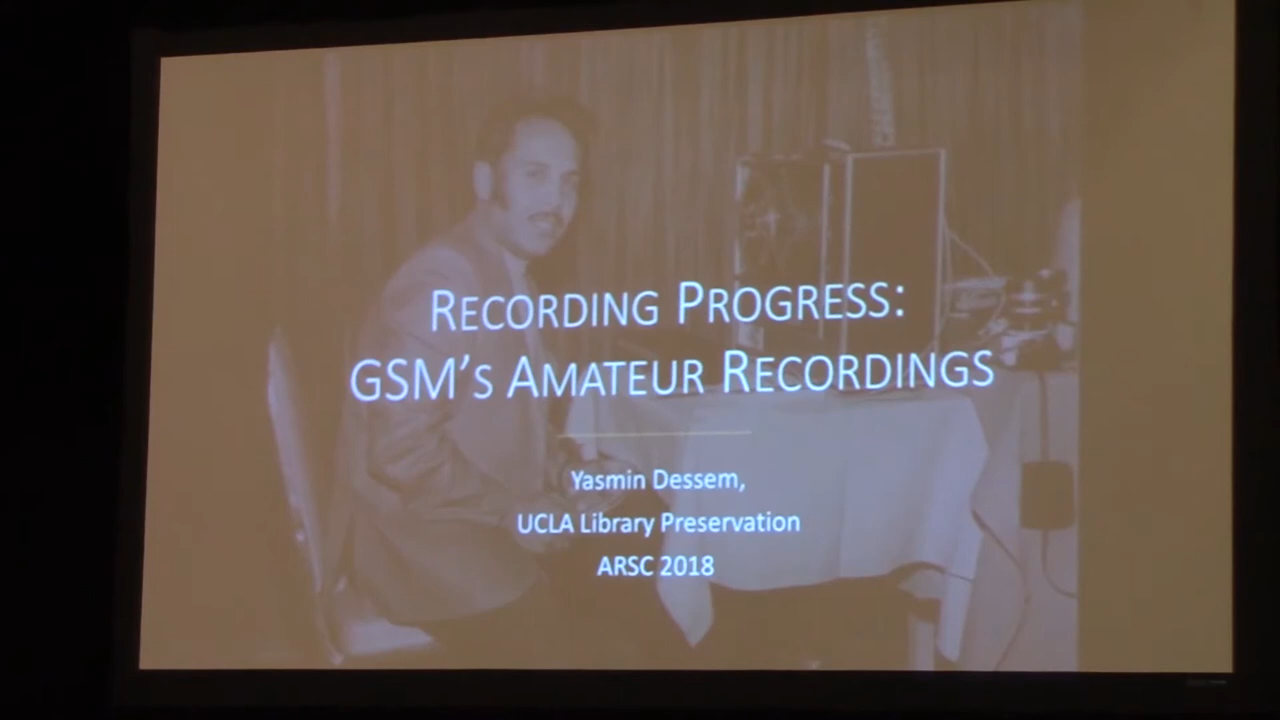 RECORDING PROGRESS:
GSM'S AMATEUR RECORDINGS
Yasmin Dessem,
UCLA Library Preservation
ARSC 2018